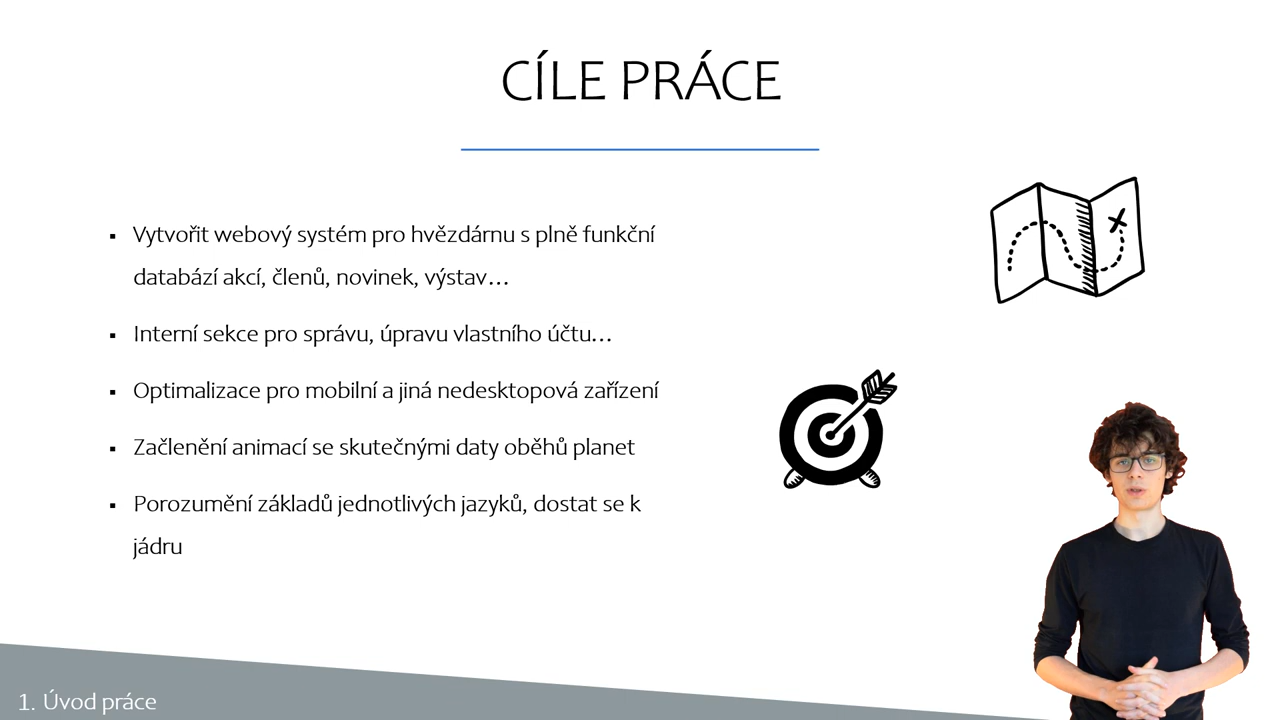 CÍLE PRÁCE
▪ Vytvořit webový systém pro hvězdárnu s plně funkční
databází akcí, členů, novinek, výstav…
▪ Interní sekce pro správu, úpravu vlastního účtu…
▪ Optimalizace pro mobilní a jiná nedesktopová zařízení
▪ Začlenění animací se skutečnými daty oběhů planet
▪ Porozumění základů jednotlivých jazyků, dostat se k
jádru
1. Úvod práce